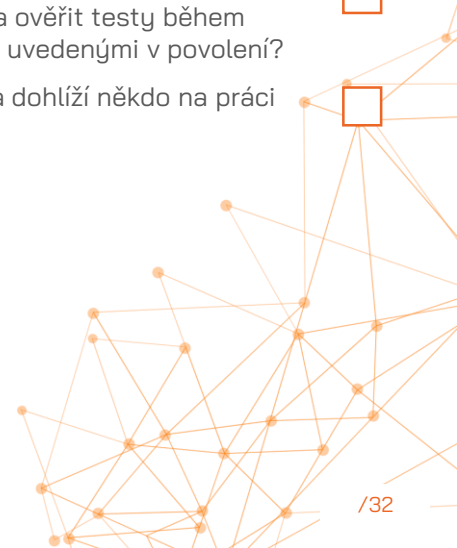 a ověřit testy během
uvedenými v povolení?
a dohlíží někdo na práci
/32